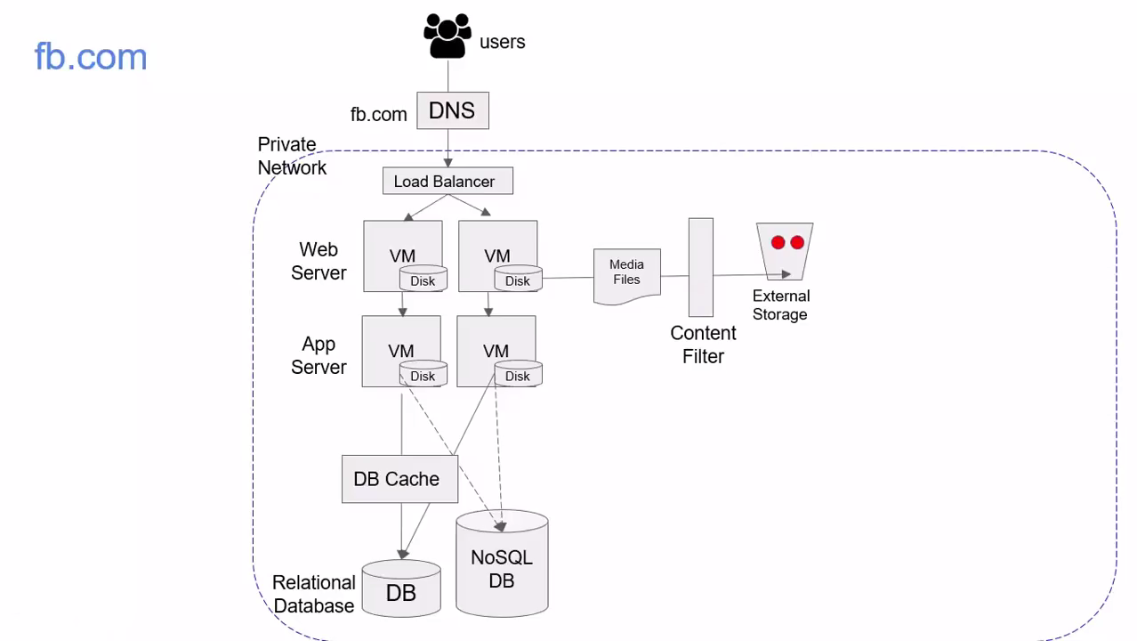 fb.com
users
fb.com
DNS
Private
Network
Load Balancer
Web
Server
VM
Disk
VM
Disk
Media
Files
Content
Filter
External
Storage
App
Server
VM
Disk
VM
Disk
DB Cache
NoSQL
DB
Relational
Database
DB